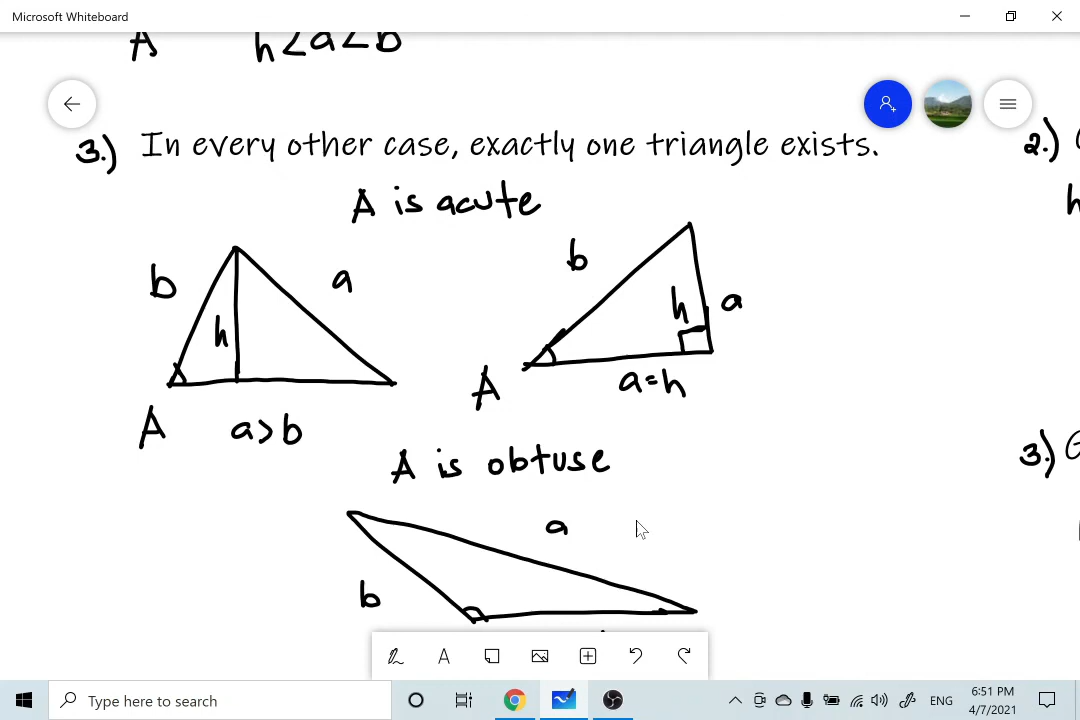 Microsoft Whiteboard
A h<a<b
3.) In every other case, exactly one triangle exists.
2.)
h
A is acute
b a h
b h a
A a>b
A a=h
A is obtuse
3.)
a
b
A
Type here to search
ENG
6:51 PM
4/7/2021